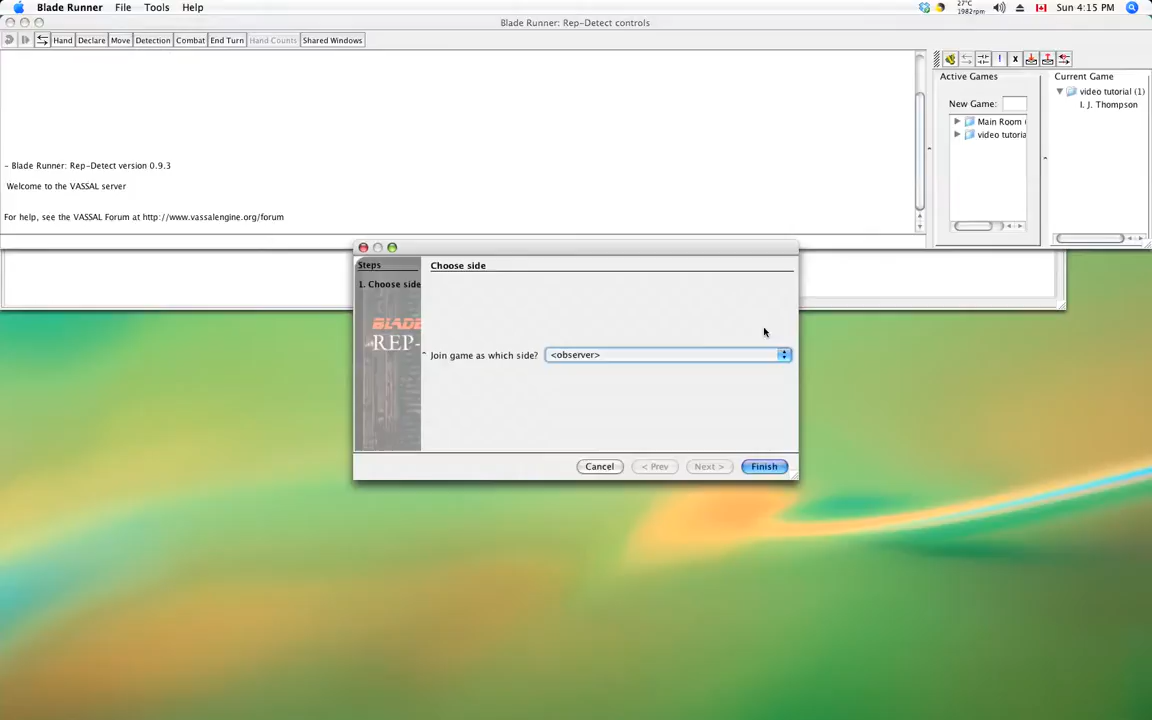 Blade Runner File Tools Help
27°C
1982rpm
Sun 4:15 PM
Blade Runner: Rep-Detect controls
Hand Declare Move Detection Combat End Turn Hand Counts Shared Windows
Active Games
New Game:
Main Room (
video tutoria
Current Game
video tutorial (1)
I. J. Thompson
- Blade Runner: Rep-Detect version 0.9.3
Welcome to the VASSAL server
For help, see the VASSAL Forum at http://www.vassalengine.org/forum
Steps
1. Choose side
BLADE
REP-
Choose side
Join game as which side? <observer>
Cancel < Prev Next > Finish